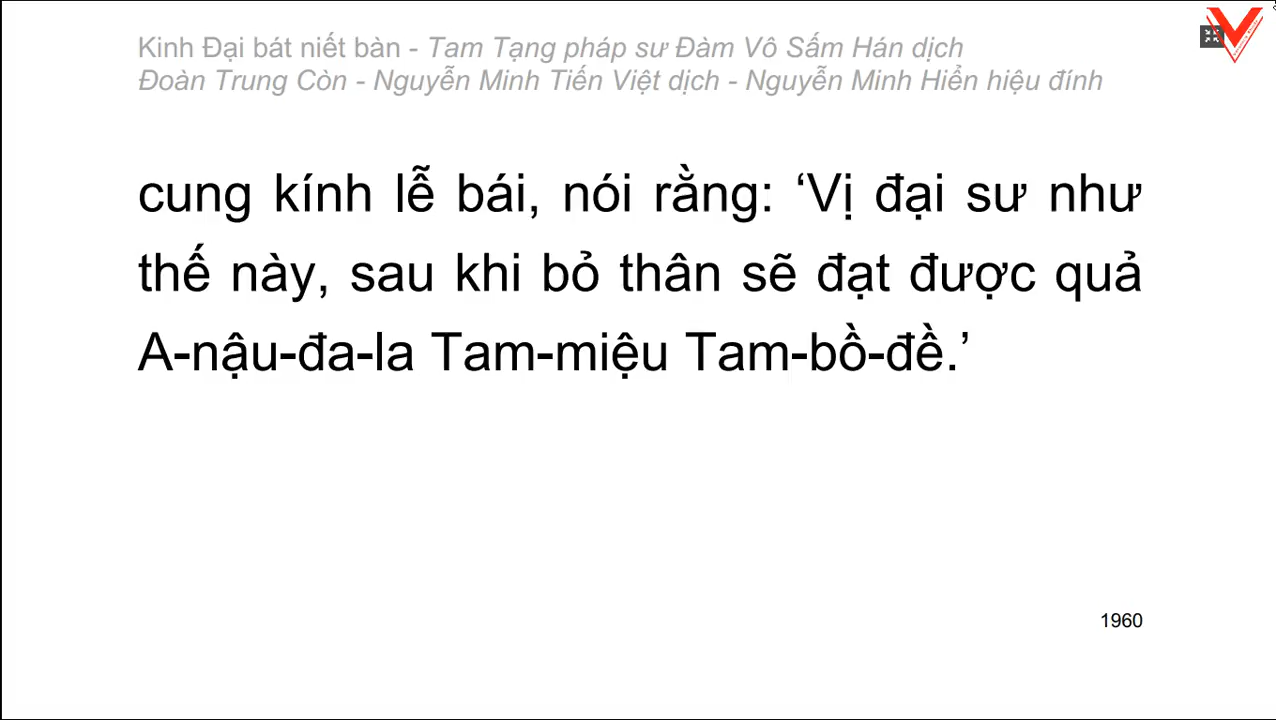 Kinh Đại bát niết bàn - Tam Tạng pháp sư Đàm Vô Sấm Hán dịch
Đoàn Trung Còn - Nguyễn Minh Tiến Việt dịch - Nguyễn Minh Hiển hiệu đính
cung kính lễ bái, nói rằng: ‘Vị đại sư như
thế này, sau khi bỏ thân sẽ đạt được quả
A-nậu-đa-la Tam-miệu Tam-bồ-đề.’
1960